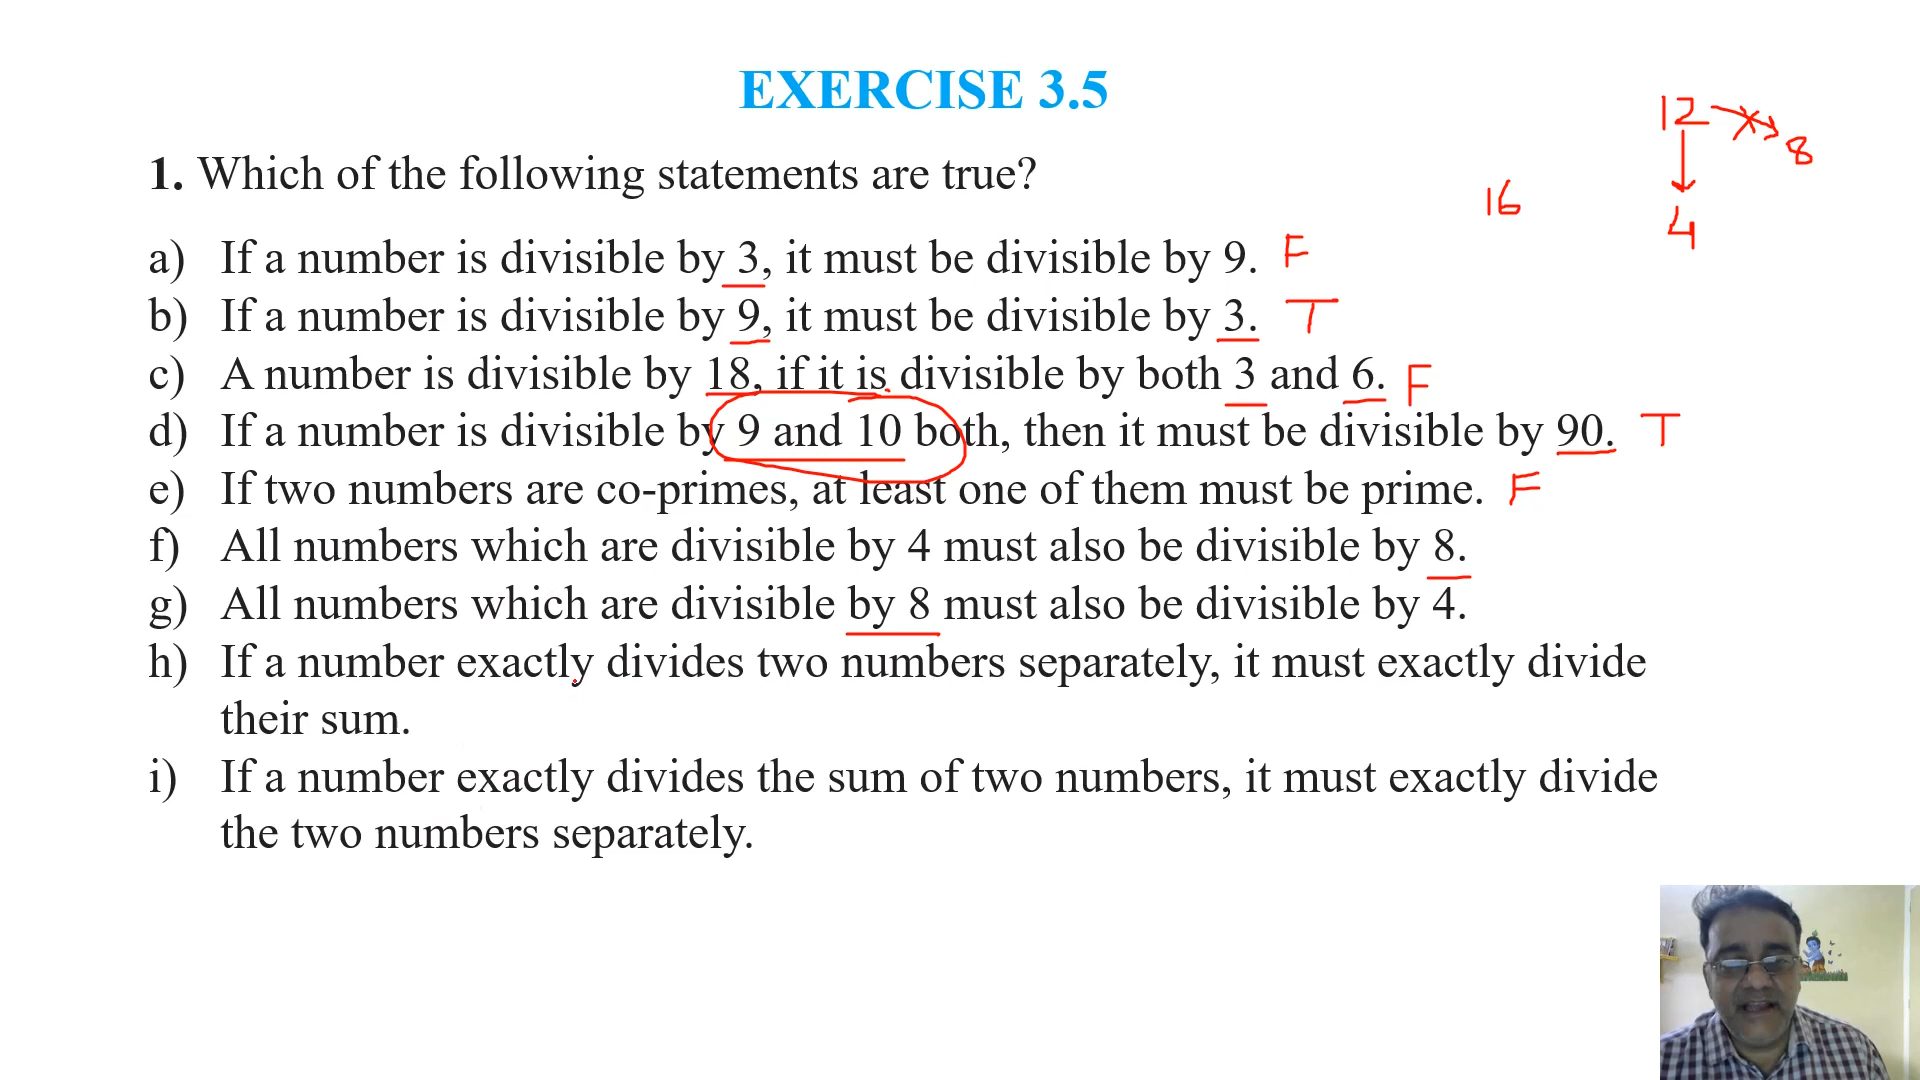 EXERCISE 3.5
12
8
1. Which of the following statements are true?
16
4
a) If a number is divisible by 3, it must be divisible by 9. F
b) If a number is divisible by 9, it must be divisible by 3. T
c) A number is divisible by 18, if it is divisible by both 3 and 6. F
d) If a number is divisible by 9 and 10 both, then it must be divisible by 90. T
e) If two numbers are co-primes, at least one of them must be prime. F
f) All numbers which are divisible by 4 must also be divisible by 8.
g) All numbers which are divisible by 8 must also be divisible by 4.
h) If a number exactly divides two numbers separately, it must exactly divide
their sum.
i) If a number exactly divides the sum of two numbers, it must exactly divide
the two numbers separately.